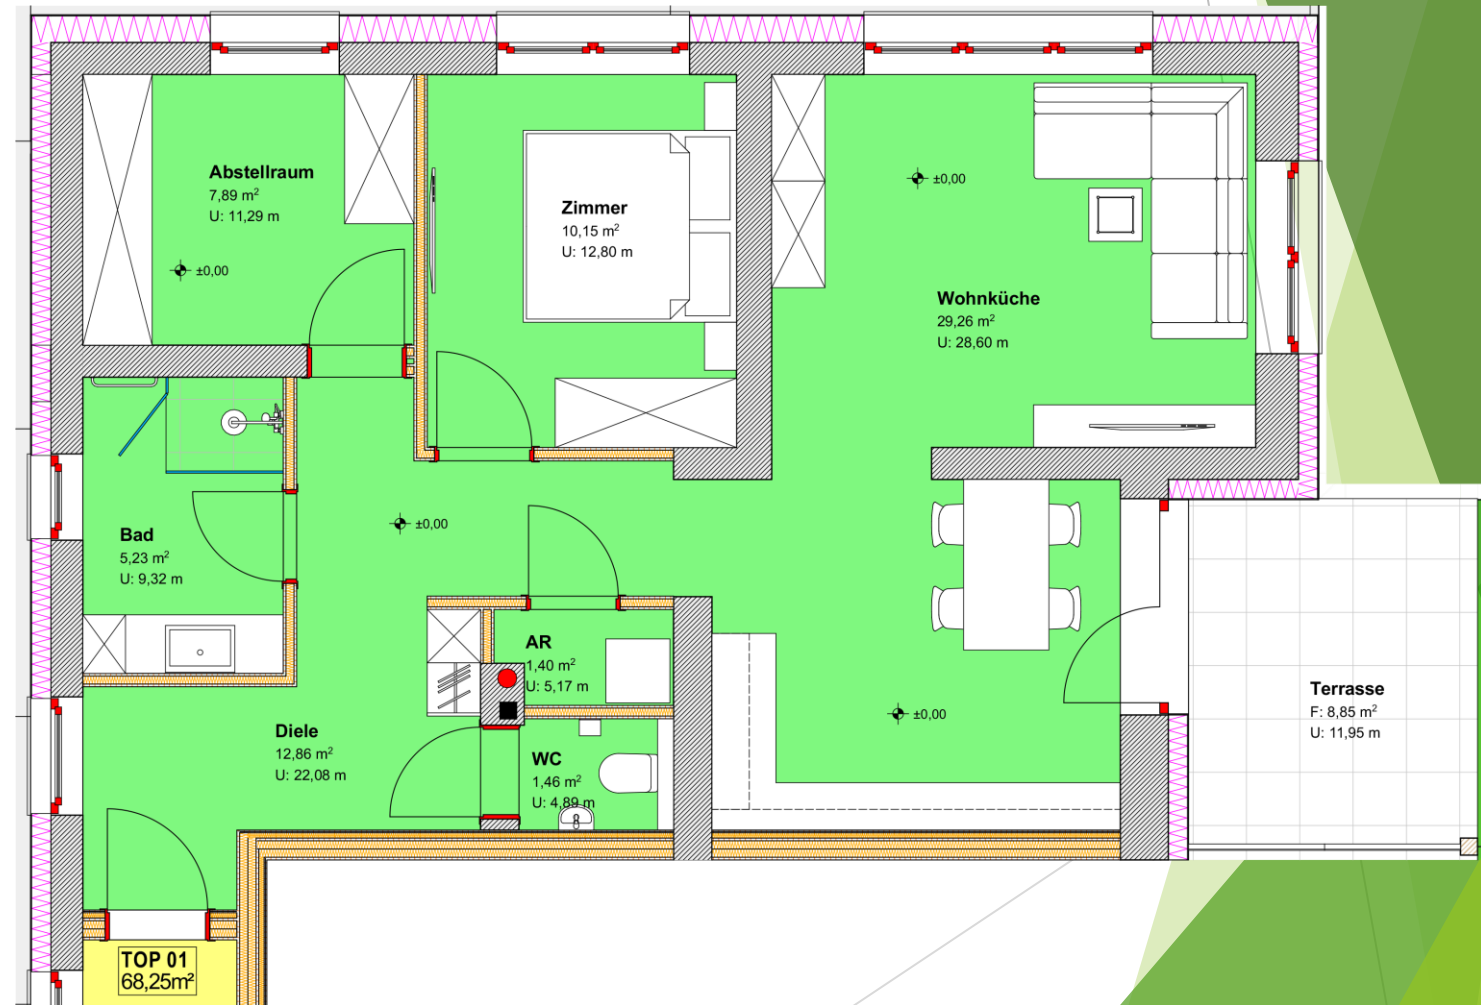 Abstellraum
7,89 m²
U: 11,29 m
±0,00
Zimmer
10,15 m²
U: 12,80 m
±0,00
Wohnküche
29,26 m²
U: 28,60 m
Bad
5,23 m²
U: 9,32 m
±0,00
AR
1,40 m²
U: 5,17 m
Diele
12,86 m²
U: 22,08 m
WC
1,46 m²
U: 4,89 m
±0,00
Terrasse
F: 8,85 m²
U: 11,95 m
TOP 01
68,25m²